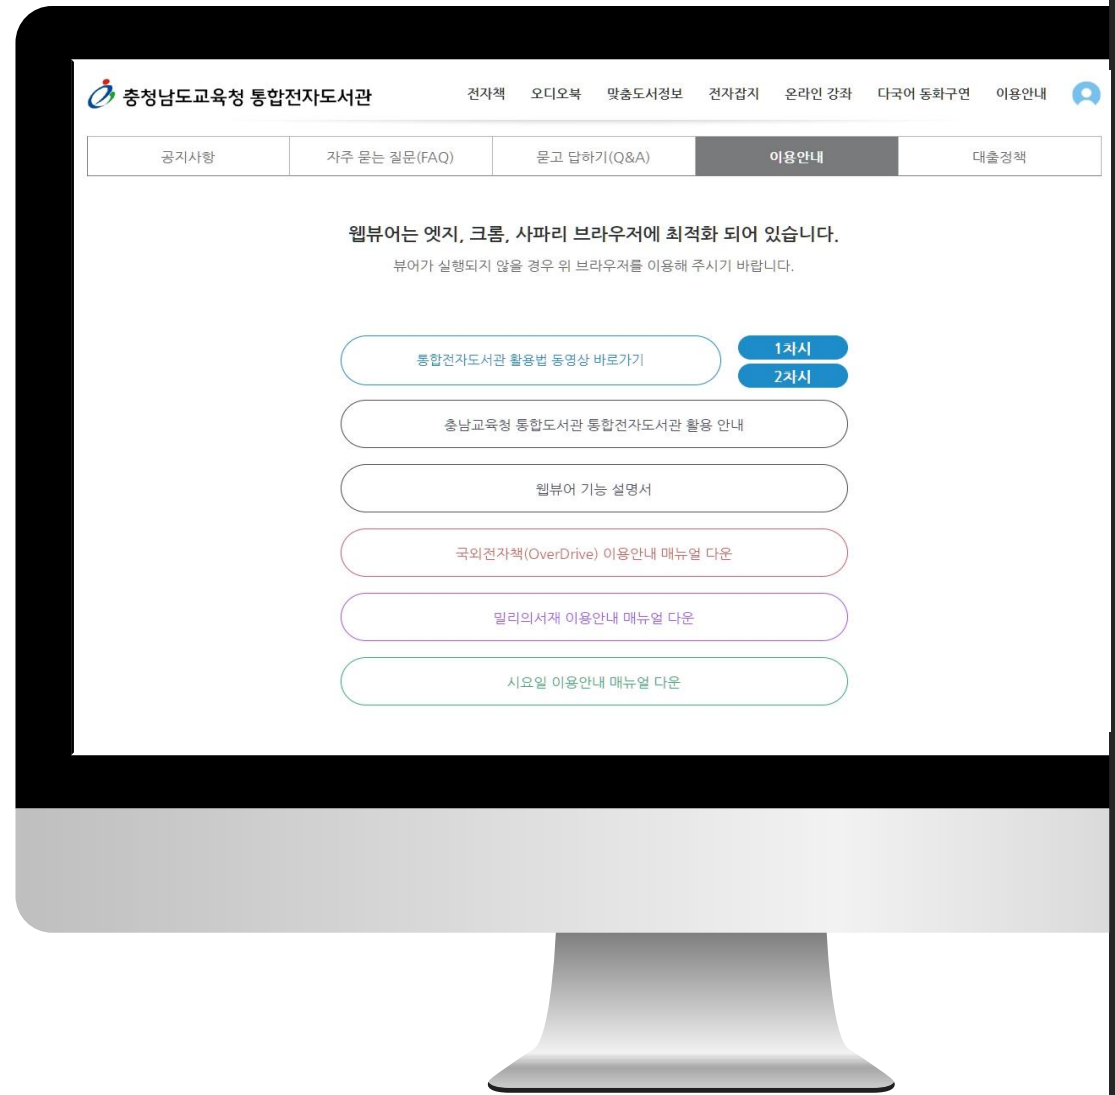 충청남도교육청 통합전자도서관
전자책 오디오북 맞춤도서정보 전자잡지 온라인 강좌 다국어 동화구연 이용안내
공지사항 자주 묻는 질문(FAQ) 묻고 답하기(Q&A) 이용안내 대출정책
웹뷰어는 엣지, 크롬, 사파리 브라우저에 최적화 되어 있습니다.
뷰어가 실행되지 않을 경우 위 브라우저를 이용해 주시기 바랍니다.
통합전자도서관 활용법 동영상 바로가기
1차시
2차시
충남교육청 통합도서관 통합전자도서관 활용 안내
웹뷰어 기능 설명서
국외전자책(OverDrive) 이용안내 매뉴얼 다운
밀리의서재 이용안내 매뉴얼 다운
시요일 이용안내 매뉴얼 다운